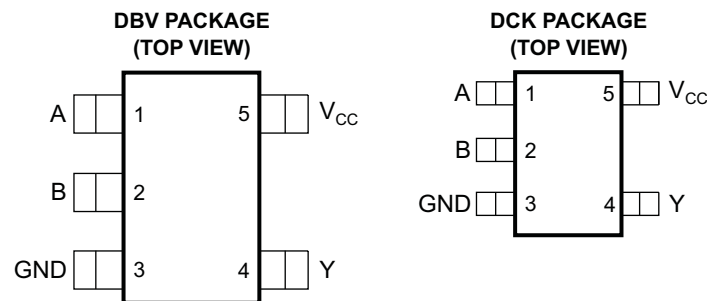 DBV PACKAGE
(TOP VIEW)
A 1 5 VCC
B 2
GND 3 4 Y
DCK PACKAGE
(TOP VIEW)
A 1 5 VCC
B 2
GND 3 4 Y